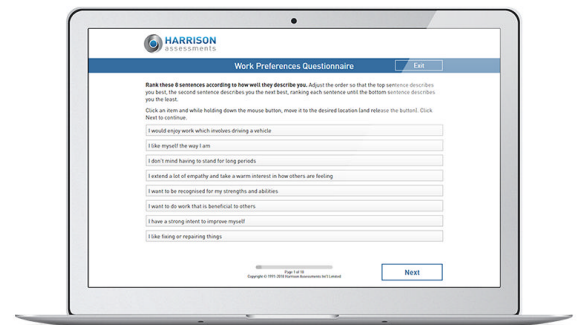 HARRISON
assessments
Work Preferences Questionnaire
Exit
Rank these 8 sentences according to how well they describe you. Adjust the order so that the top sentence describes
you best, the second sentence describes you the next best, ranking each sentence until the bottom sentence describes
you the least.
Click an item and while holding down the mouse button, move it to the desired location (and release the button). Click
Next to continue.
I would enjoy work which involves driving a vehicle
I like myself the way I am
I don't mind having to stand for long periods
I extend a lot of empathy and take a warm interest in how others are feeling
I want to be recognised for my strengths and abilities
I want to do work that is beneficial to others
I have a strong intent to improve myself
I like fixing or repairing things
Page 1 of 18
Copyright © 1991-2016 Harrison Assessments Int'l Limited
Next